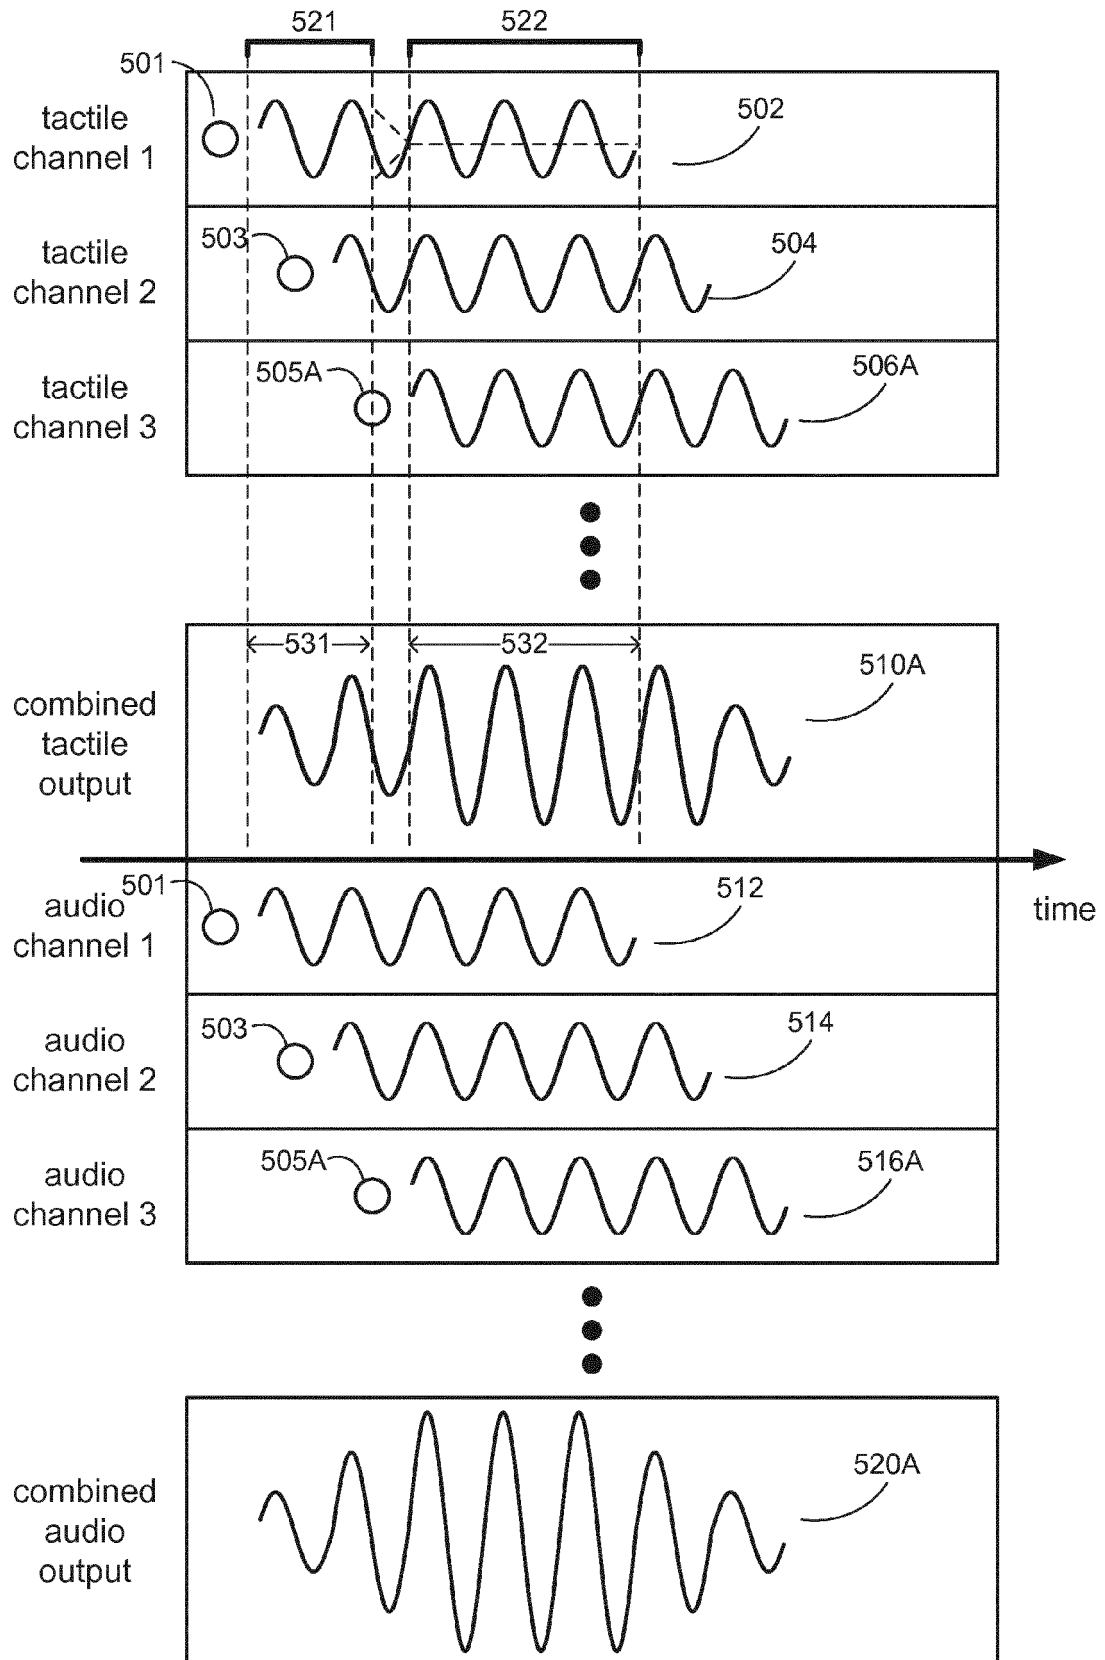 521
522
501
tactile
channel 1
502
tactile
channel 2
503
504
tactile
channel 3
505A
506A
531
532
combined
tactile
output
510A
time
501
audio
channel 1
512
503
audio
channel 2
514
505A
audio
channel 3
516A
combined
audio
output
520A